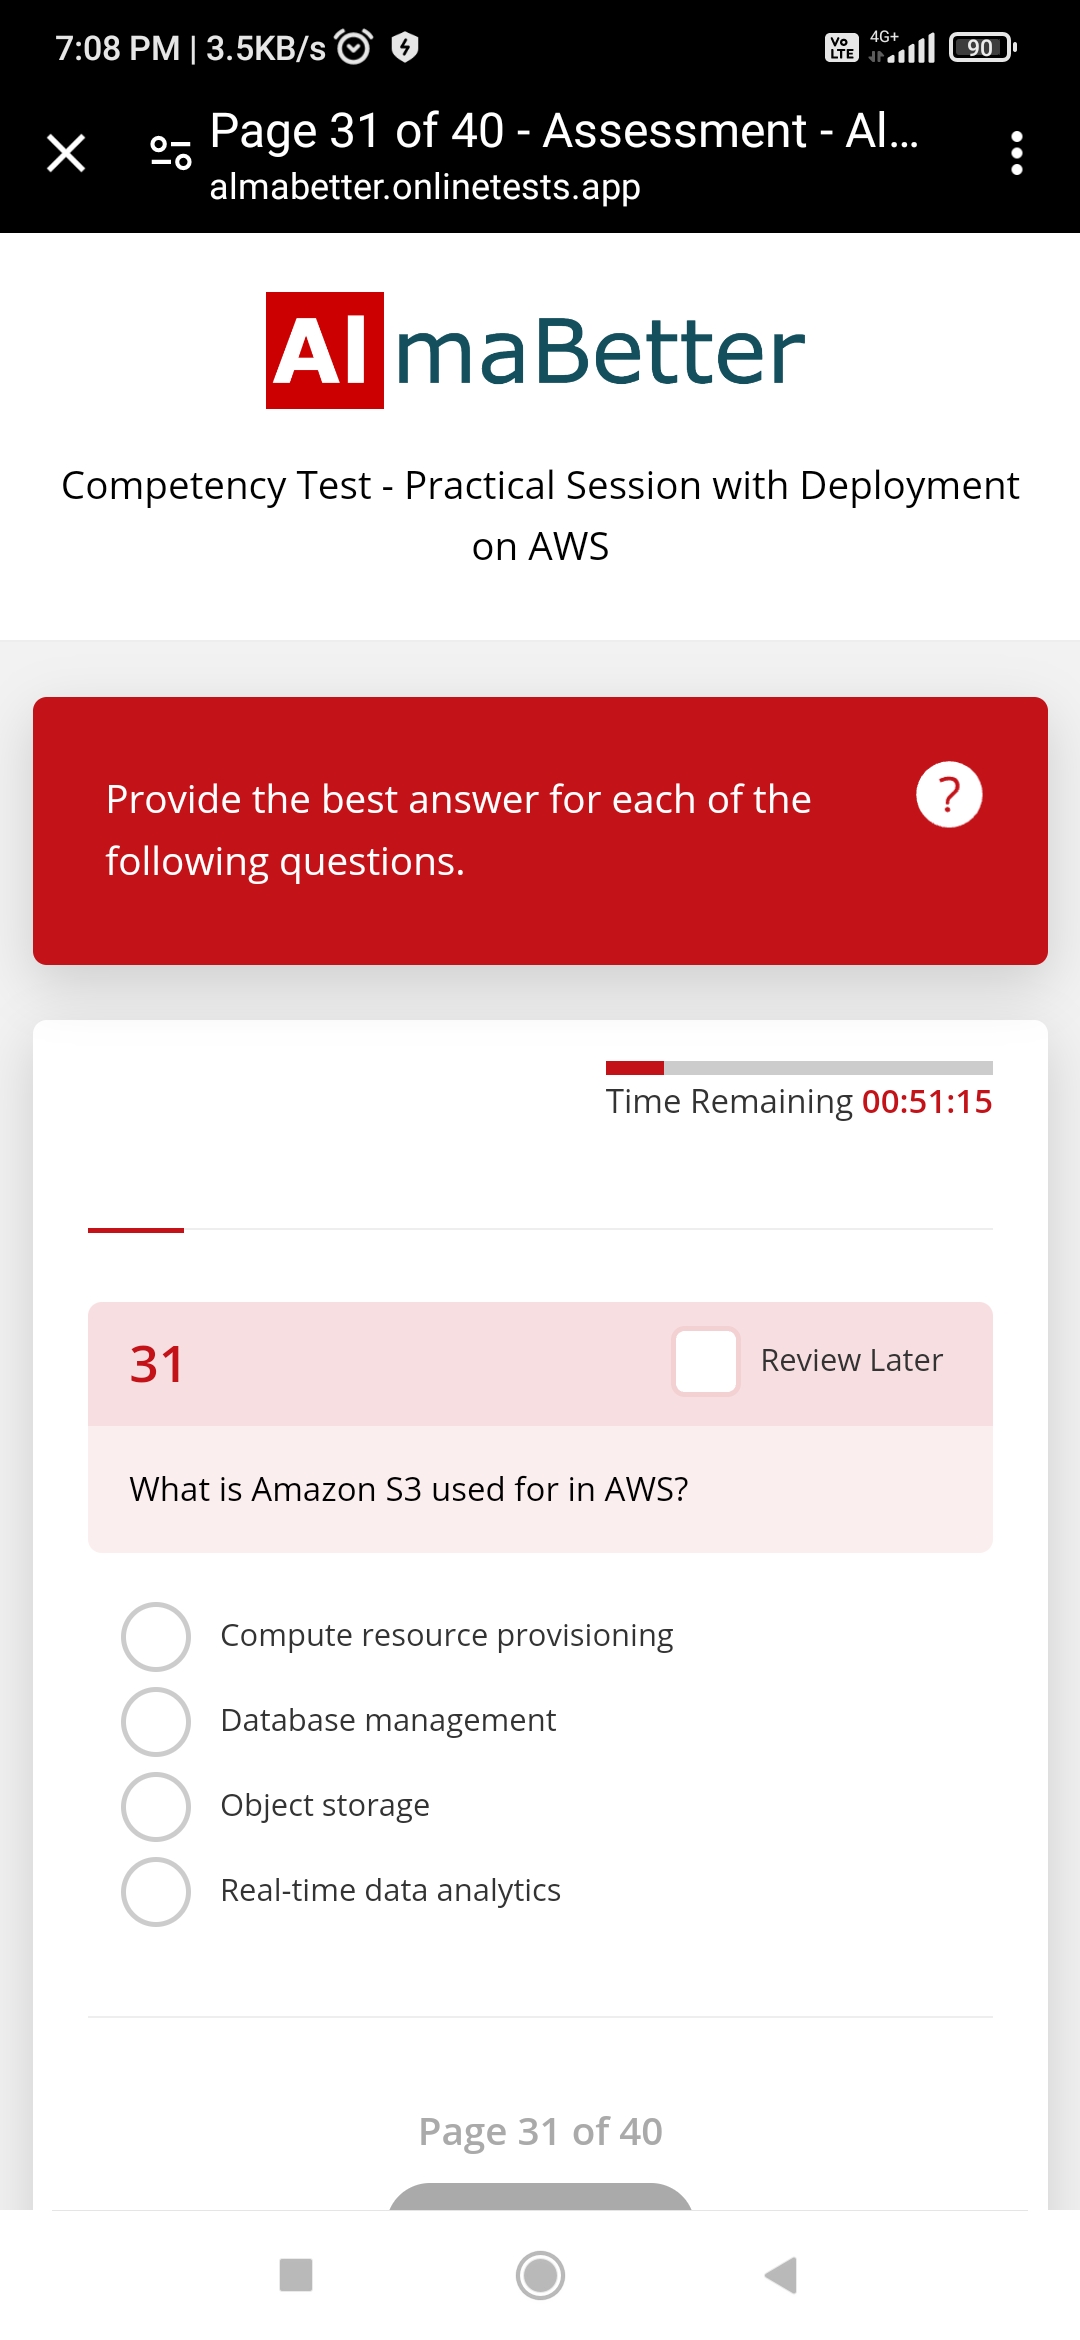 7:08 PM | 3.5KB/s
Vo LTE 4G+ 90
Page 31 of 40 - Assessment - Al...
almabetter.onlinetests.app
AlmaBetter
Competency Test - Practical Session with Deployment
on AWS
Provide the best answer for each of the
following questions.
?
Time Remaining 00:51:15
31
Review Later
What is Amazon S3 used for in AWS?
Compute resource provisioning
Database management
Object storage
Real-time data analytics
Page 31 of 40